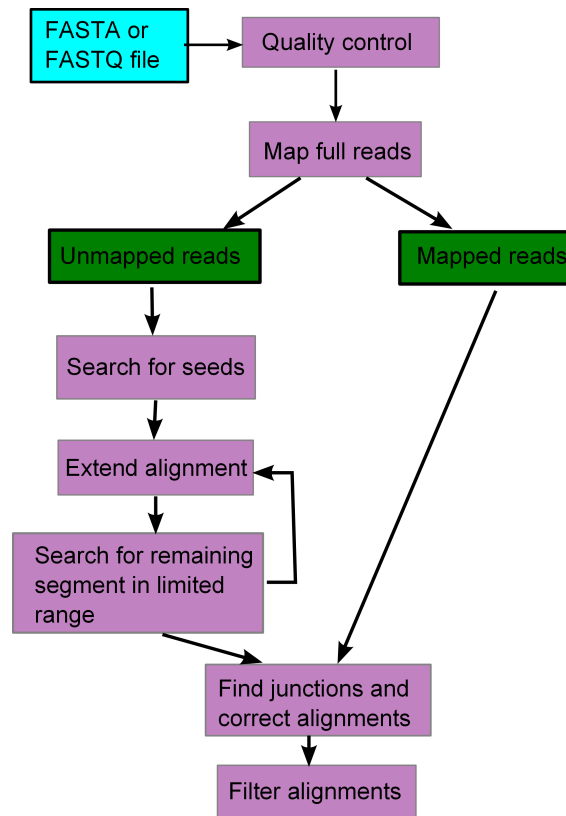 FASTA or
FASTQ file
Quality control
Map full reads
Unmapped reads
Mapped reads
Search for seeds
Extend alignment
Search for remaining
segment in limited
range
Find junctions and
correct alignments
Filter alignments